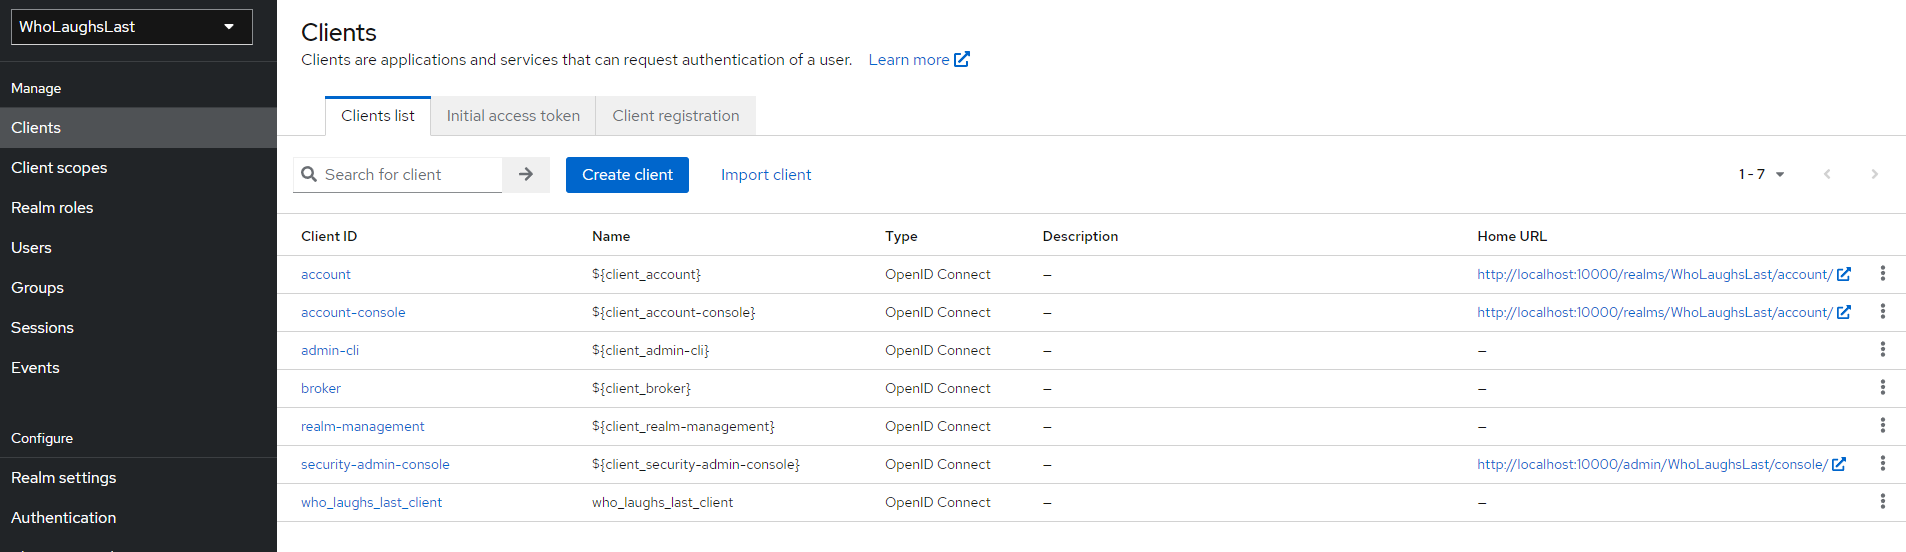 WhoLaughsLast
Manage
Clients
Client scopes
Realm roles
Users
Groups
Sessions
Events
Configure
Realm settings
Authentication
Clients
Clients are applications and services that can request authentication of a user. Learn more
Clients list Initial access token Client registration
Search for client Create client Import client 1 - 7
Client ID Name Type Description Home URL
account ${client_account} OpenID Connect – http://localhost:10000/realms/WhoLaughsLast/account/
account-console ${client_account-console} OpenID Connect – http://localhost:10000/realms/WhoLaughsLast/account/
admin-cli ${client_admin-cli} OpenID Connect – –
broker ${client_broker} OpenID Connect – –
realm-management ${client_realm-management} OpenID Connect – –
security-admin-console ${client_security-admin-console} OpenID Connect – http://localhost:10000/admin/WhoLaughsLast/console/
who_laughs_last_client who_laughs_last_client OpenID Connect – –